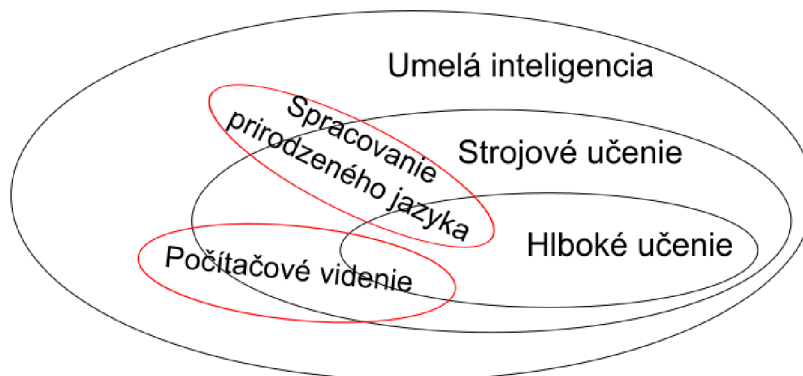 Umelá inteligencia
Spracovanie
prirodzeného jazyka
Strojové učenie
Hlboké učenie
Počítačové videnie